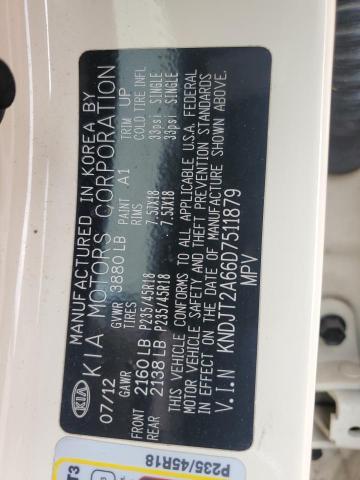 KIA
MANUFACTURED IN KOREA BY
KIA MOTORS CORPORATION
07/12 GVWR 3880 LB PAINT A1 TRIM UP
GAWR TIRES RIMS COLD TIRE INFL
FRONT 2160 LB P235/45R18 7.5JX18 33psi SINGLE
REAR 2138 LB P235/45R18 7.5JX18 33psi SINGLE
THIS VEHICLE CONFORMS TO ALL APPLICABLE U.S.A. FEDERAL
MOTOR VEHICLE SAFETY AND THEFT PREVENTION STANDARDS
IN EFFECT ON THE DATE OF MANUFACTURE SHOWN ABOVE.
V.I.N KNDJT2A66D7511879
MPV
P235/45R18